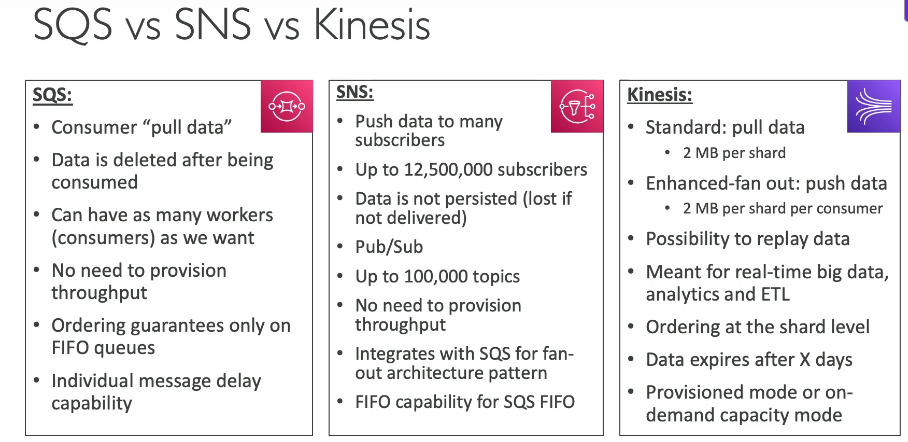 SQS vs SNS vs Kinesis
SQS:
• Consumer “pull data”
• Data is deleted after being
consumed
• Can have as many workers
(consumers) as we want
• No need to provision
throughput
• Ordering guarantees only on
FIFO queues
• Individual message delay
capability
SNS:
• Push data to many
subscribers
• Up to 12,500,000 subscribers
• Data is not persisted (lost if
not delivered)
• Pub/Sub
• Up to 100,000 topics
• No need to provision
throughput
• Integrates with SQS for fan-
out architecture pattern
• FIFO capability for SQS FIFO
Kinesis:
• Standard: pull data
• 2 MB per shard
• Enhanced-fan out: push data
• 2 MB per shard per consumer
• Possibility to replay data
• Meant for real-time big data,
analytics and ETL
• Ordering at the shard level
• Data expires after X days
• Provisioned mode or on-
demand capacity mode